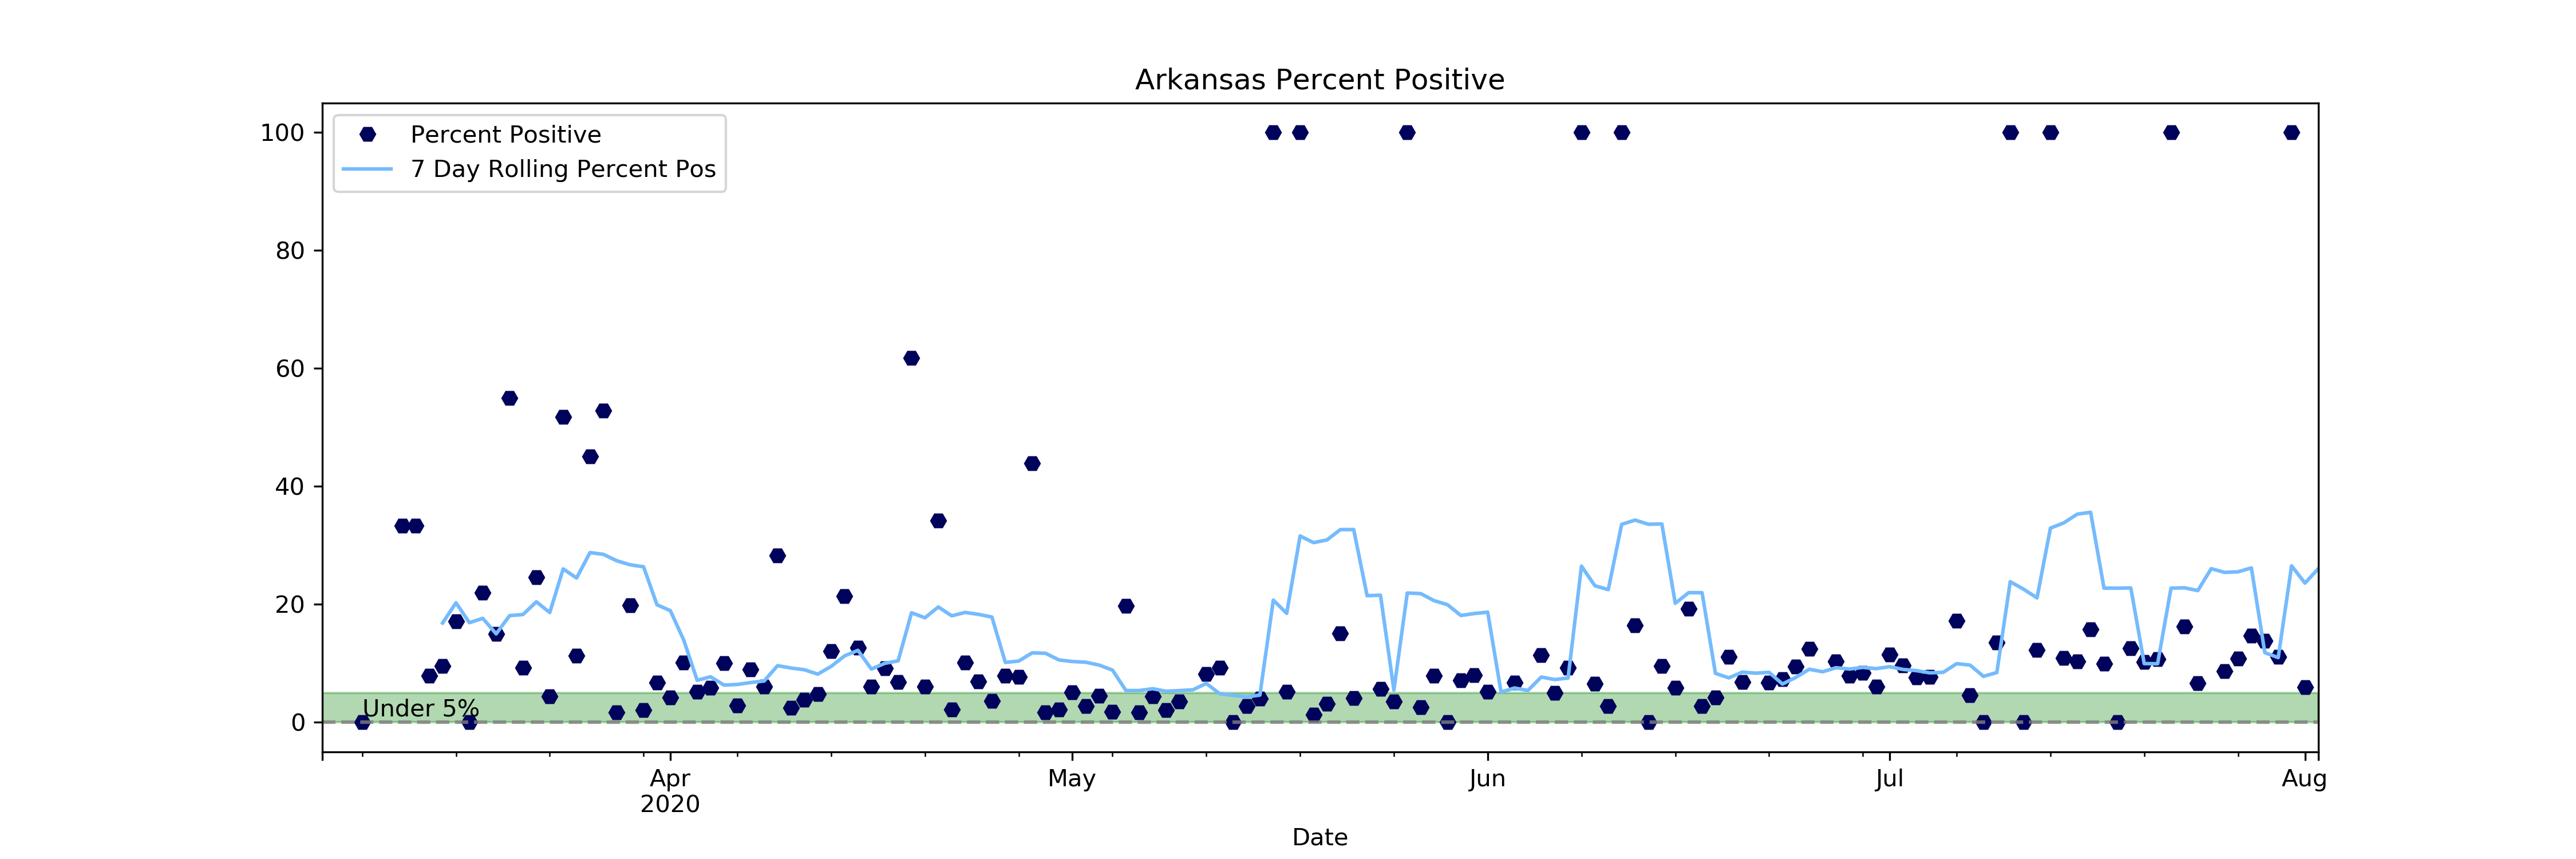 Arkansas Percent Positive
Percent Positive
7 Day Rolling Percent Pos
100
80
60
40
20
0
Under 5%
Apr
2020
May
Jun
Jul
Aug
Date